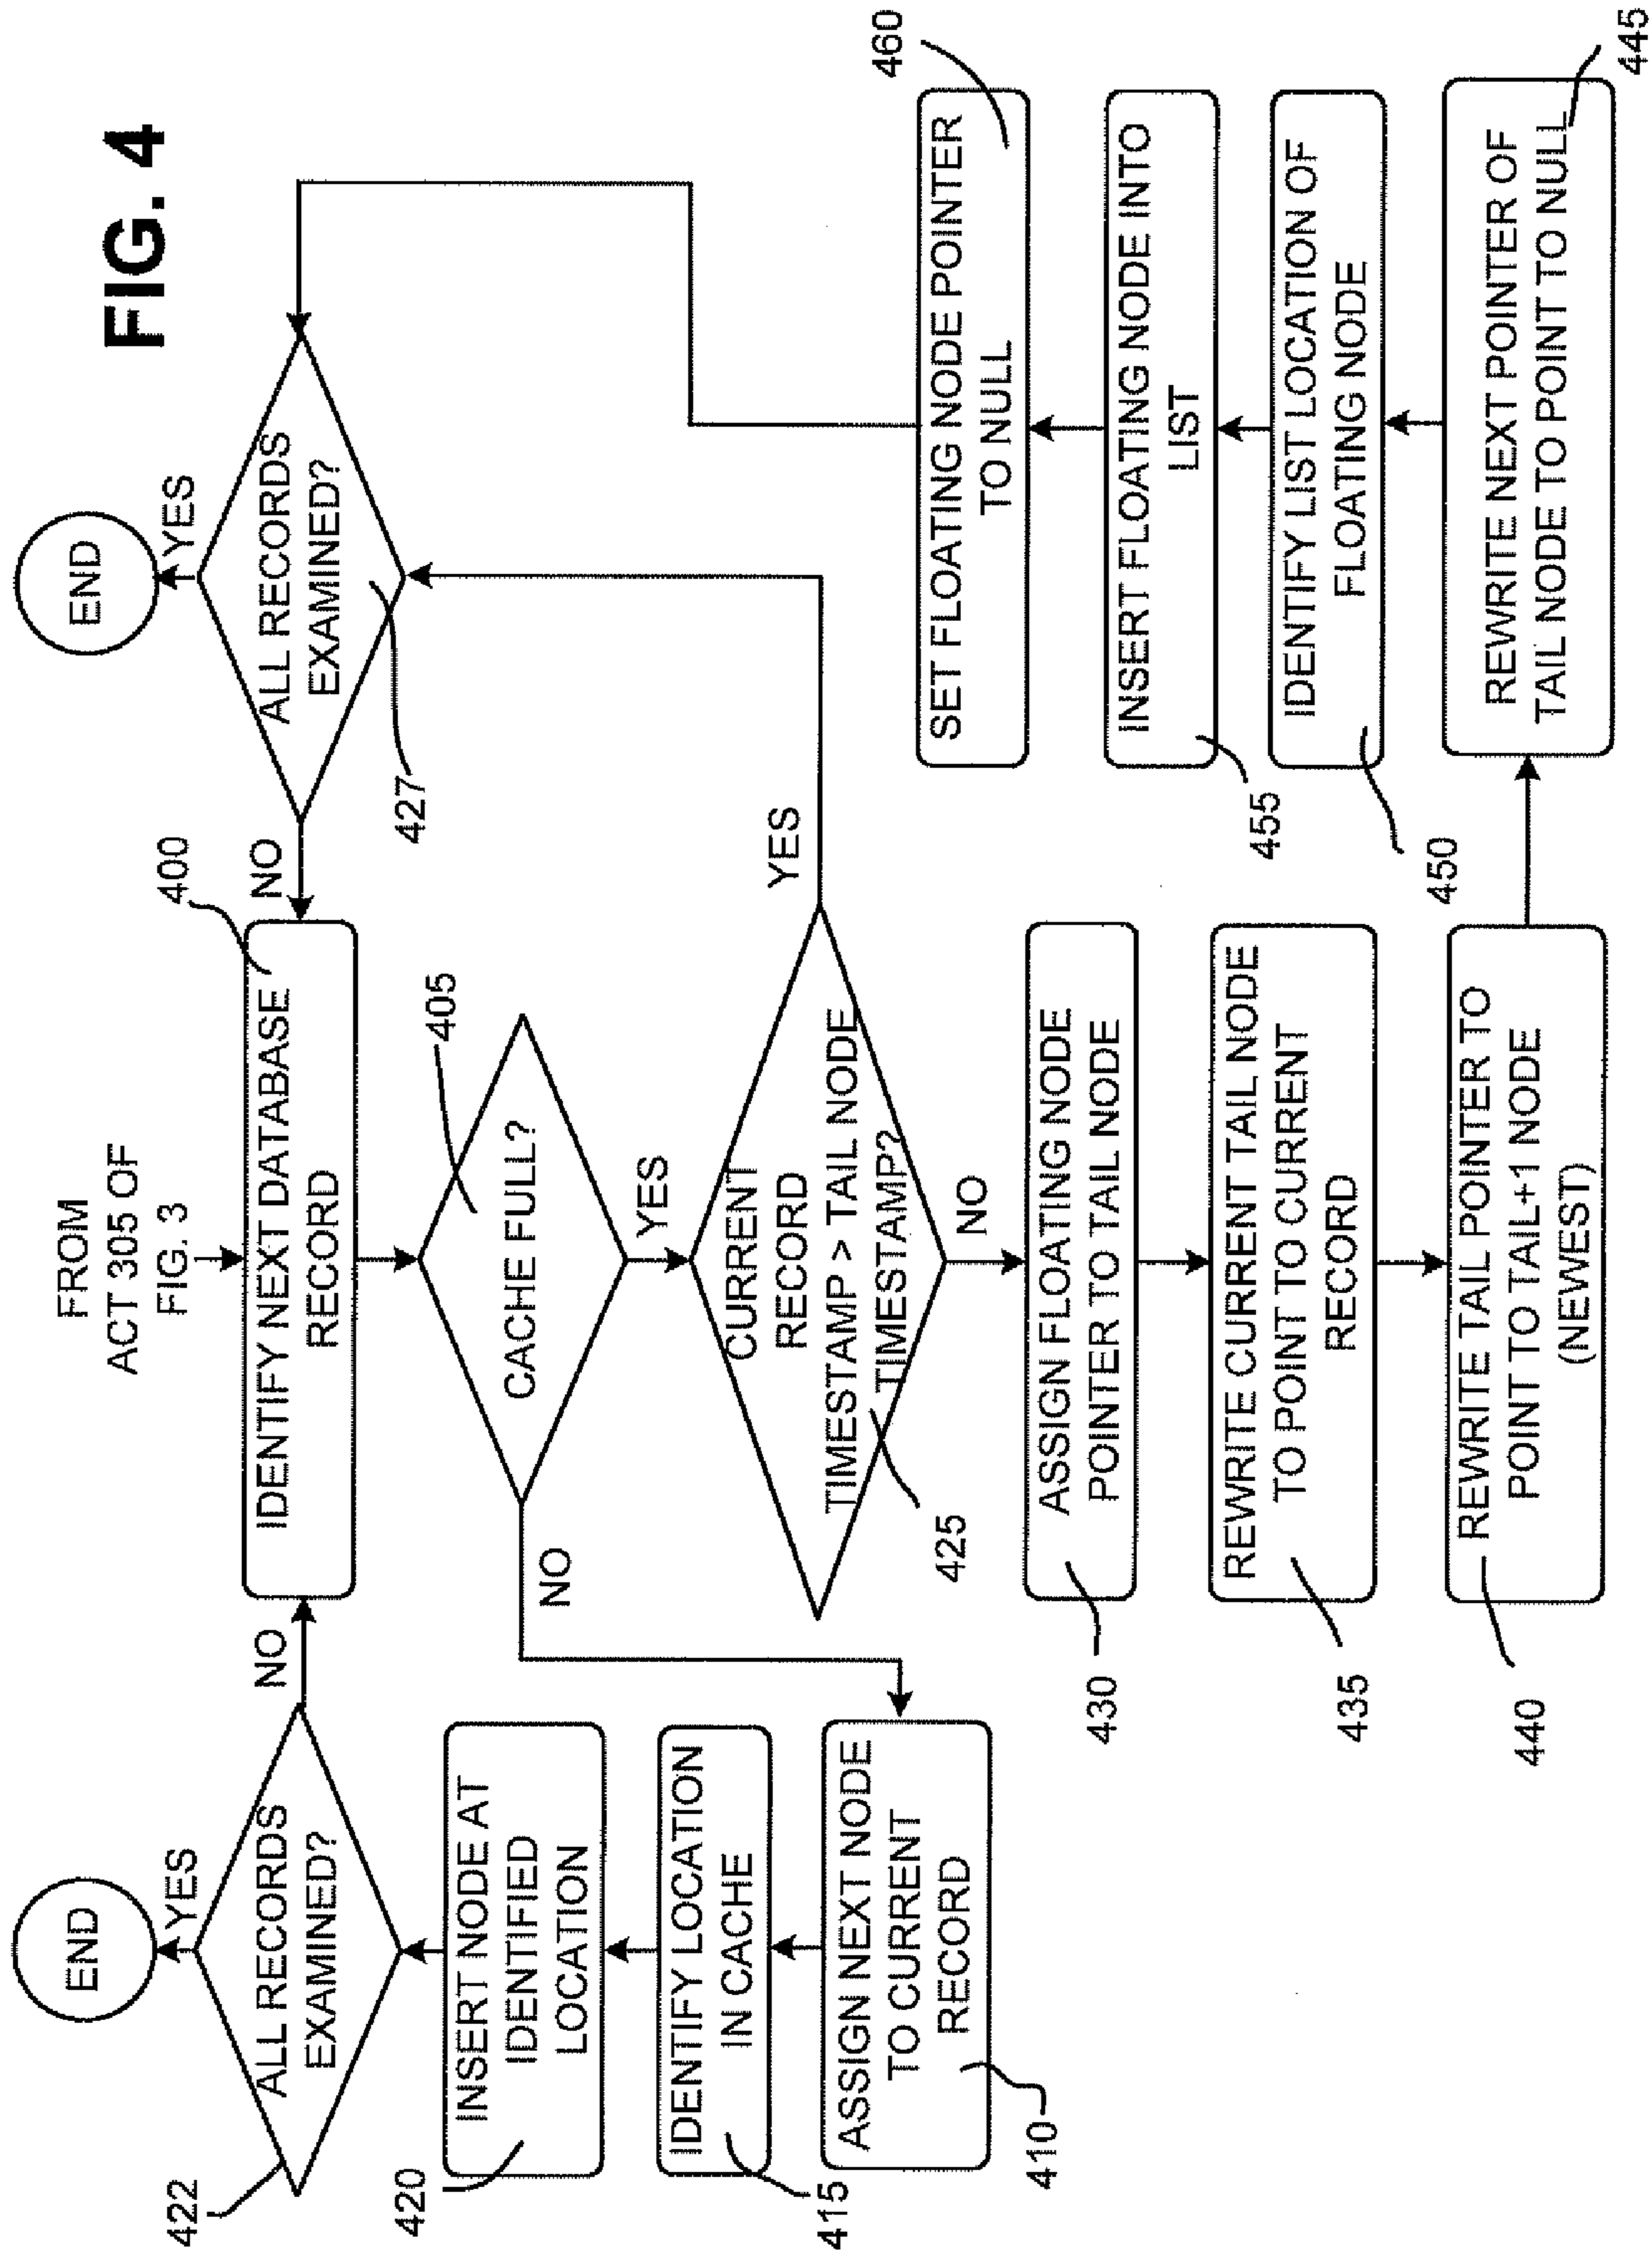 FIG. 4
FROM
ACT 305 OF
FIG. 3
END
YES
ALL RECORDS
EXAMINED?
422
NO
IDENTIFY NEXT DATABASE
RECORD
400
NO
END
YES
ALL RECORDS
EXAMINED?
427
CACHE FULL?
405
NO
YES
INSERT NODE AT
IDENTIFIED
LOCATION
420
IDENTIFY LOCATION
IN CACHE
415
ASSIGN NEXT NODE
TO CURRENT
RECORD
410
CURRENT
RECORD
TIMESTAMP > TAIL NODE
TIMESTAMP?
425
YES
NO
ASSIGN FLOATING NODE
POINTER TO TAIL NODE
430
REWRITE CURRENT TAIL NODE
TO POINT TO CURRENT
RECORD
435
REWRITE TAIL POINTER TO
POINT TO TAIL+1 NODE
(NEWEST)
440
SET FLOATING NODE POINTER
TO NULL
460
INSERT FLOATING NODE INTO
LIST
455
IDENTIFY LIST LOCATION OF
FLOATING NODE
450
REWRITE NEXT POINTER OF
TAIL NODE TO POINT TO NULL
445